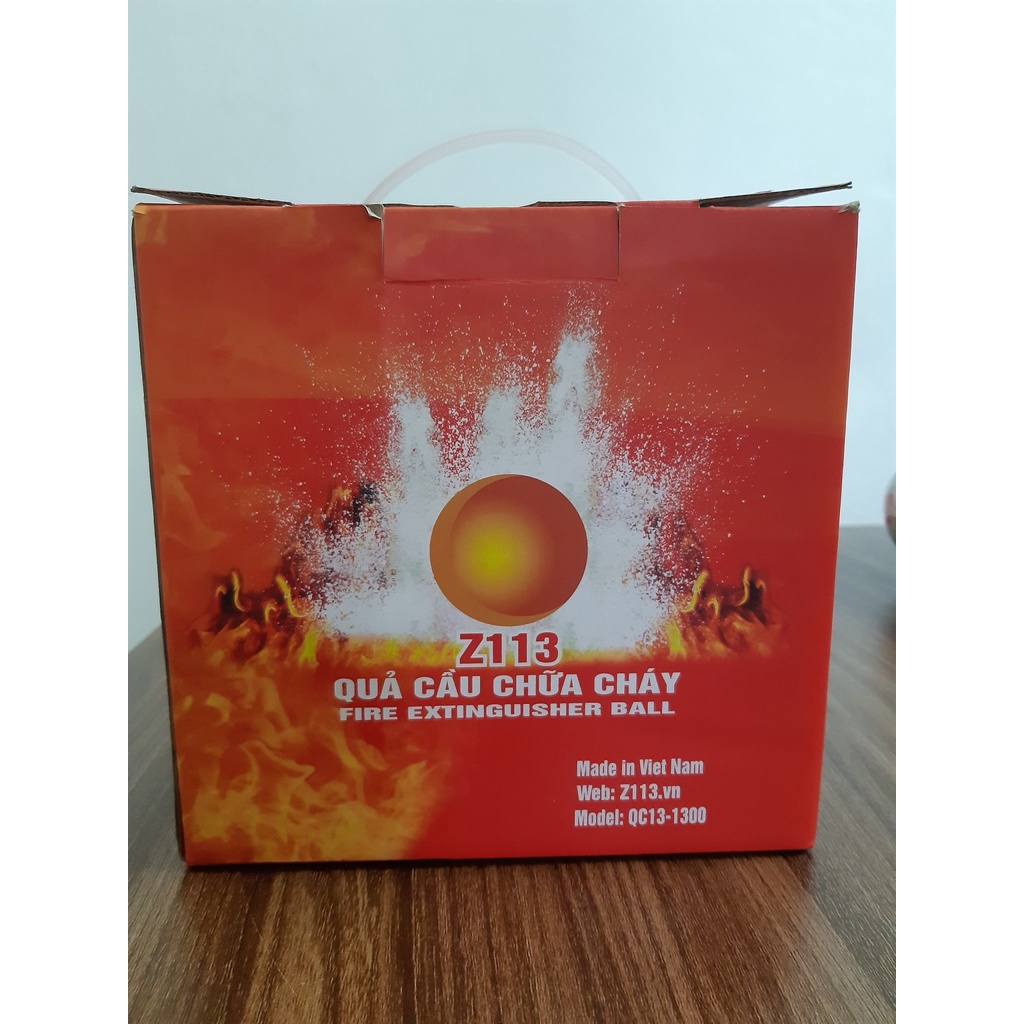 Z113
QUẢ CẦU CHỮA CHÁY
FIRE EXTINGUISHER BALL
Made in Viet Nam
Web: Z113.vn
Model: QC13-1300